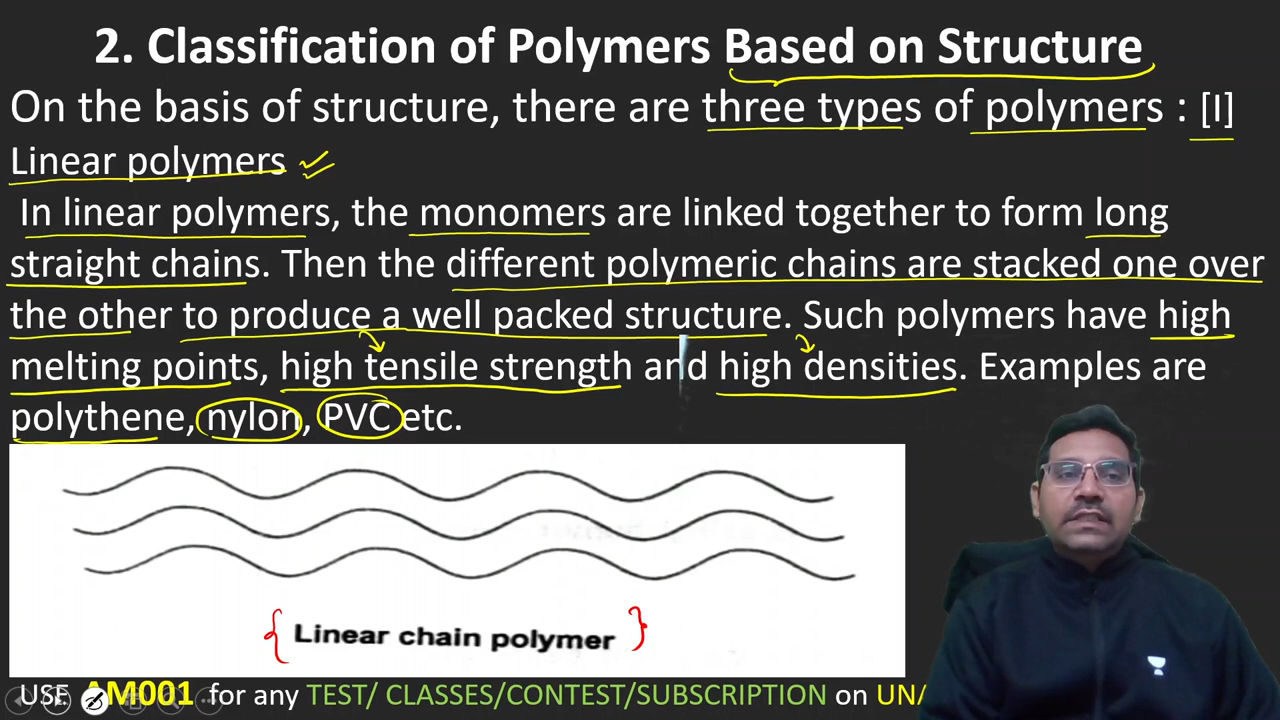 2. Classification of Polymers Based on Structure
On the basis of structure, there are three types of polymers : [I]
Linear polymers
In linear polymers, the monomers are linked together to form long
straight chains. Then the different polymeric chains are stacked one over
the other to produce a well packed structure. Such polymers have high
melting points, high tensile strength and high densities. Examples are
polythene, nylon, PVC etc.
Linear chain polymer
USE AM001 for any TEST/ CLASSES/CONTEST/SUBSCRIPTION on